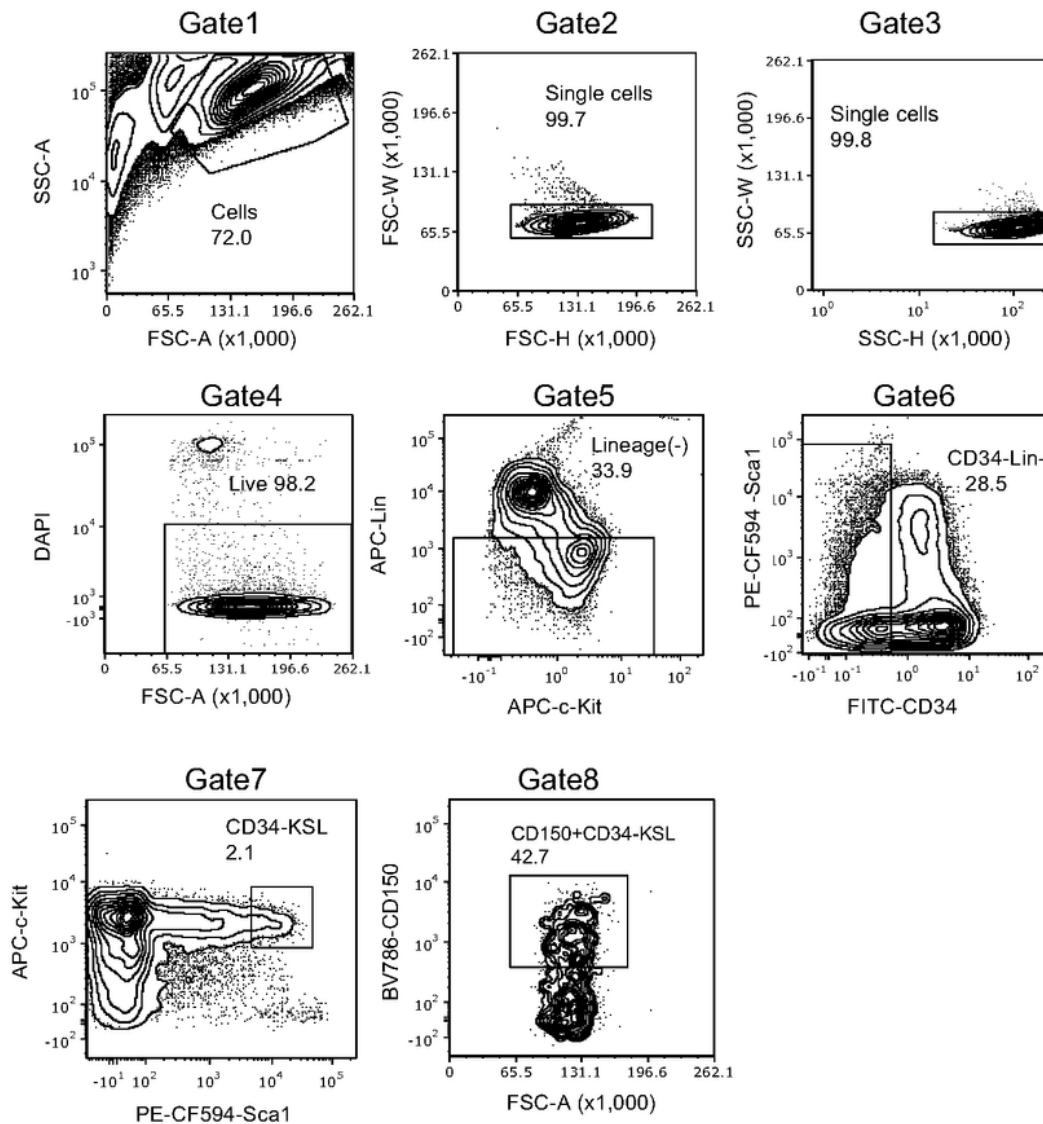 Gate1
Gate2
Gate3
SSC-A
10^5
10^4
10^3
Cells
72.0
0 65.5 131.1 196.6 262.1
FSC-A (x1,000)
FSC-W (x1,000)
262.1
196.6
131.1
65.5
0
Single cells
99.7
0 65.5 131.1 196.6 262.1
FSC-H (x1,000)
SSC-W (x1,000)
262.1
196.6
131.1
65.5
0
Single cells
99.8
10^0 10^1 10^2
SSC-H (x1,000)
Gate4
Gate5
Gate6
DAPI
10^5
10^4
10^3
-10^3
Live 98.2
0 65.5 131.1 196.6 262.1
FSC-A (x1,000)
APC-Lin
10^5
10^4
10^3
10^2
-10^2
Lineage(-)
33.9
-10^-1 10^0 10^1 10^2
APC-c-Kit
PE-CF594 -Sca1
10^5
10^4
10^3
10^2
-10^2
CD34-Lin-
28.5
-10^-1 10^0 10^1 10^2
FITC-CD34
Gate7
Gate8
APC-c-Kit
10^5
10^4
10^3
10^2
-10^2
CD34-KSL
2.1
-10^1 10^2 10^3 10^4 10^5
PE-CF594-Sca1
BV786-CD150
10^5
10^4
10^3
10^2
-10^2
CD150+CD34-KSL
42.7
0 65.5 131.1 196.6 262.1
FSC-A (x1,000)